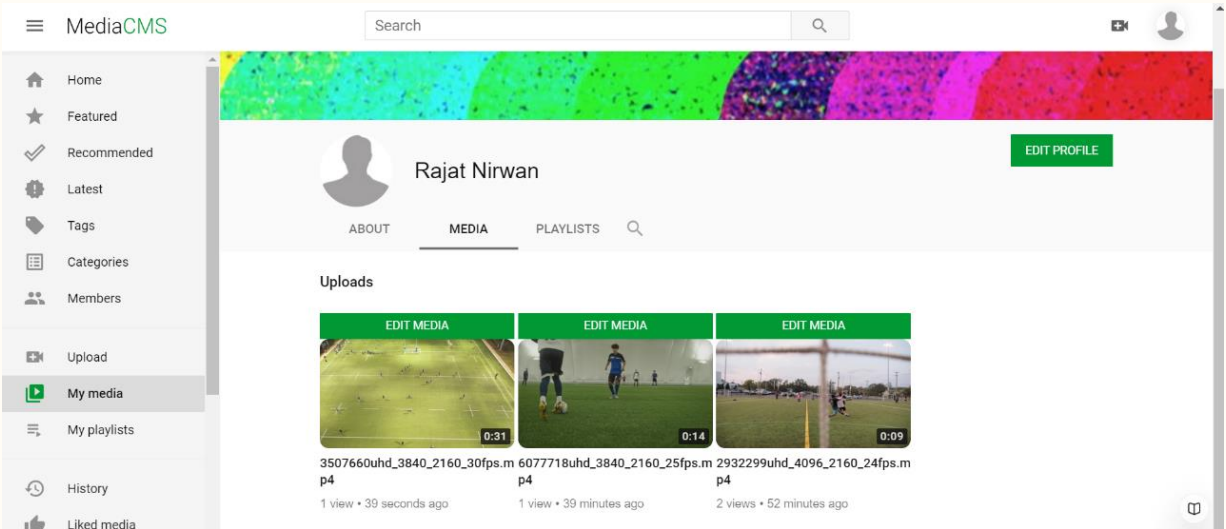 MediaCMS
Search
Home
Featured
Recommended
Latest
Tags
Categories
Members
Upload
My media
My playlists
History
Liked media
EDIT PROFILE
Rajat Nirwan
ABOUT MEDIA PLAYLISTS
Uploads
EDIT MEDIA EDIT MEDIA EDIT MEDIA
0:31 0:14 0:09
3507660uhd_3840_2160_30fps.m 6077718uhd_3840_2160_25fps.m 2932299uhd_4096_2160_24fps.m
p4 p4 p4
1 view • 39 seconds ago 1 view • 39 minutes ago 2 views • 52 minutes ago